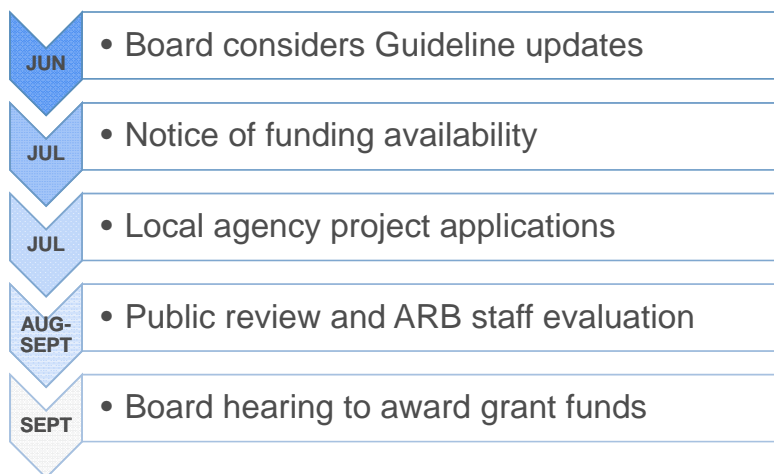 JUN
• Board considers Guideline updates
JUL
• Notice of funding availability
JUL
• Local agency project applications
AUG-
SEPT
• Public review and ARB staff evaluation
SEPT
• Board hearing to award grant funds